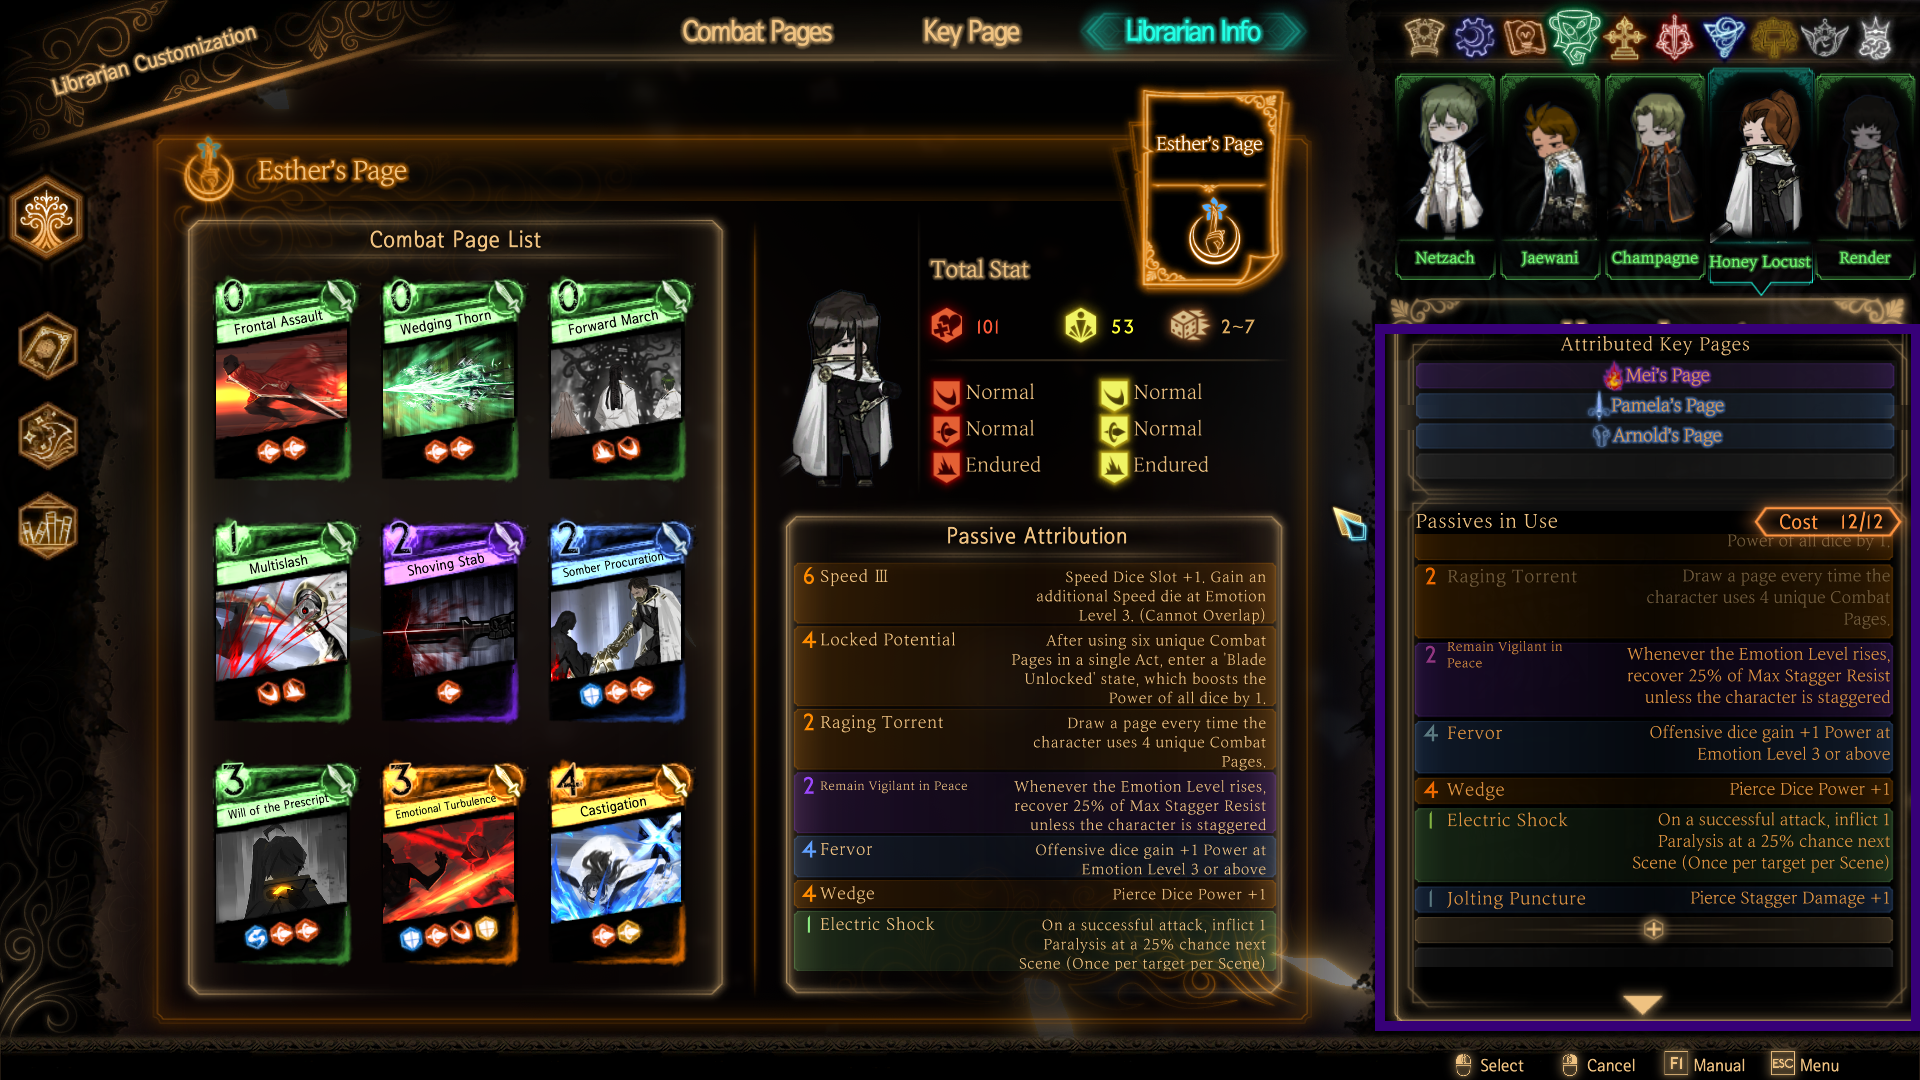 Librarian Customization
Combat Pages
Key Page
Librarian Info
Esther's Page
Esther's Page
Combat Page List
0
Frontal Assault
0
Wedging Thorn
0
Forward March
1
Multislash
2
Shoving Stab
2
Somber Procuration
3
Will of the Prescript
3
Emotional Turbulence
4
Castigation
Total Stat
101
53
2~7
Normal
Normal
Normal
Normal
Endured
Endured
Passive Attribution
6 Speed III
Speed Dice Slot +1. Gain an
additional Speed die at Emotion
Level 3. (Cannot Overlap)
4 Locked Potential
After using six unique Combat
Pages in a single Act, enter a 'Blade
Unlocked' state, which boosts the
Power of all dice by 1.
2 Raging Torrent
Draw a page every time the
character uses 4 unique Combat
Pages.
2 Remain Vigilant in Peace
Whenever the Emotion Level rises,
recover 25% of Max Stagger Resist
unless the character is staggered
4 Fervor
Offensive dice gain +1 Power at
Emotion Level 3 or above
4 Wedge
Pierce Dice Power +1
1 Electric Shock
On a successful attack, inflict 1
Paralysis at a 25% chance next
Scene (Once per target per Scene)
Netzach
Jaewani
Champagne
Honey Locust
Render
Attributed Key Pages
Mei's Page
Pamela's Page
Arnold's Page
Passives in Use
Cost 12/12
Power of all dice by 1.
2 Raging Torrent
Draw a page every time the
character uses 4 unique Combat
Pages.
2 Remain Vigilant in
Peace
Whenever the Emotion Level rises,
recover 25% of Max Stagger Resist
unless the character is staggered
4 Fervor
Offensive dice gain +1 Power at
Emotion Level 3 or above
4 Wedge
Pierce Dice Power +1
1 Electric Shock
On a successful attack, inflict 1
Paralysis at a 25% chance next
Scene (Once per target per Scene)
1 Jolting Puncture
Pierce Stagger Damage +1
Select
Cancel
F1 Manual
ESC Menu